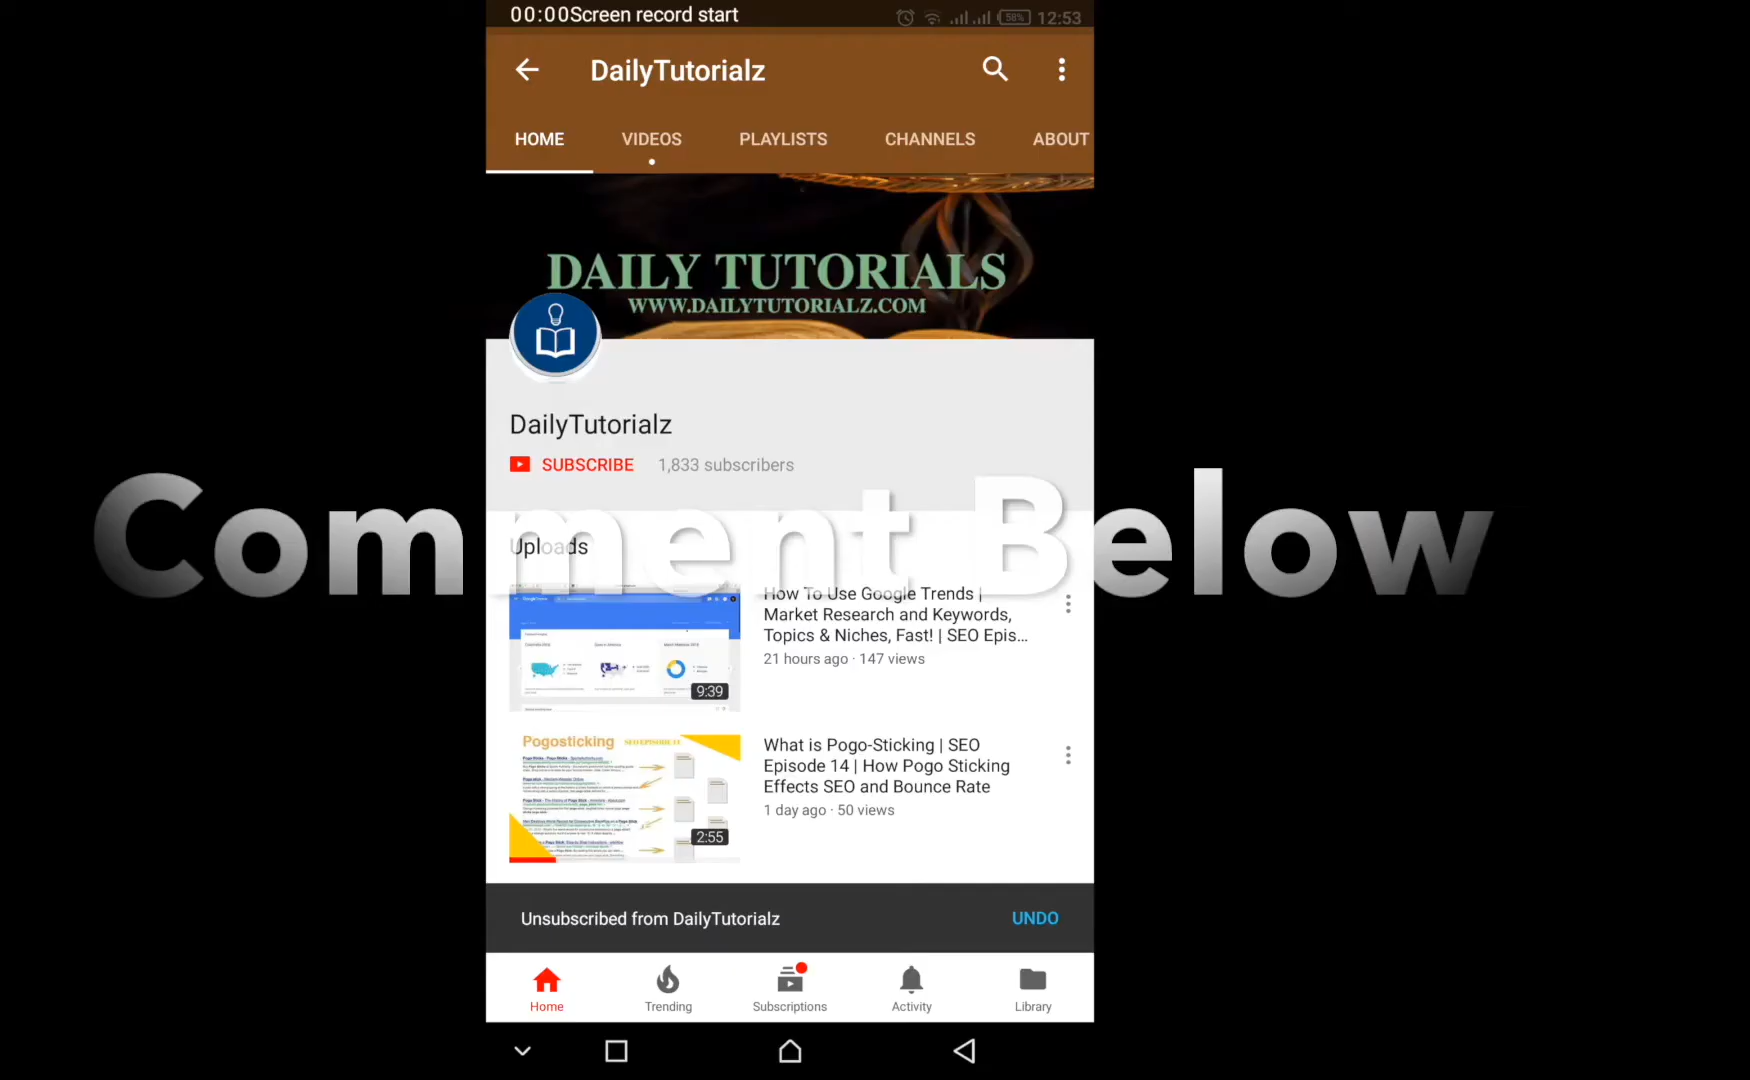 00:00Screen record start
58%
12:53
DailyTutorialz
HOME
VIDEOS
PLAYLISTS
CHANNELS
ABOUT
DAILY TUTORIALS
WWW.DAILYTUTORIALZ.COM
DailyTutorialz
SUBSCRIBE
1,833 subscribers
Comment Below
Uploads
How To Use Google Trends |
Market Research and Keywords,
Topics & Niches, Fast! | SEO Epis...
21 hours ago · 147 views
9:39
Pogosticking
What is Pogo-Sticking | SEO
Episode 14 | How Pogo Sticking
Effects SEO and Bounce Rate
1 day ago · 50 views
2:55
Unsubscribed from DailyTutorialz
UNDO
Home
Trending
Subscriptions
Activity
Library